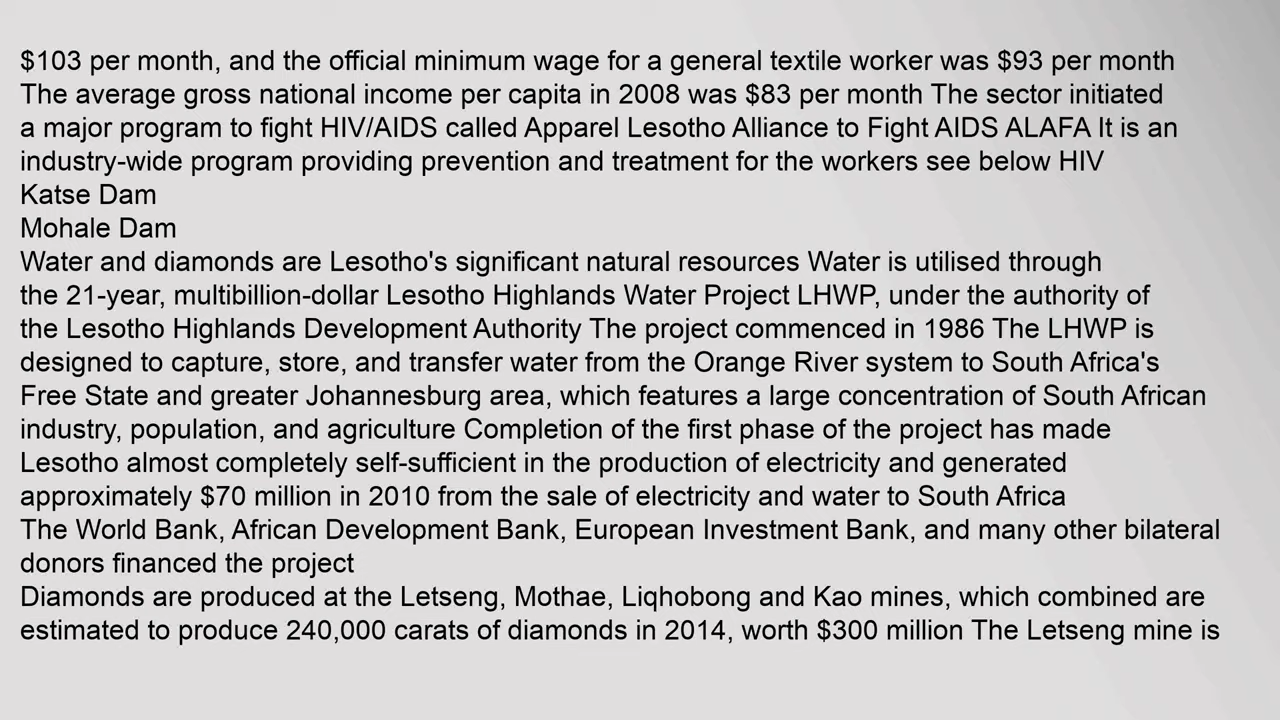 $103 per month, and the official minimum wage for a general textile worker was $93 per month
The average gross national income per capita in 2008 was $83 per month The sector initiated
a major program to fight HIV/AIDS called Apparel Lesotho Alliance to Fight AIDS ALAFA It is an
industry-wide program providing prevention and treatment for the workers see below HIV
Katse Dam
Mohale Dam
Water and diamonds are Lesotho's significant natural resources Water is utilised through
the 21-year, multibillion-dollar Lesotho Highlands Water Project LHWP, under the authority of
the Lesotho Highlands Development Authority The project commenced in 1986 The LHWP is
designed to capture, store, and transfer water from the Orange River system to South Africa's
Free State and greater Johannesburg area, which features a large concentration of South African
industry, population, and agriculture Completion of the first phase of the project has made
Lesotho almost completely self-sufficient in the production of electricity and generated
approximately $70 million in 2010 from the sale of electricity and water to South Africa
The World Bank, African Development Bank, European Investment Bank, and many other bilateral
donors financed the project
Diamonds are produced at the Letseng, Mothae, Liqhobong and Kao mines, which combined are
estimated to produce 240,000 carats of diamonds in 2014, worth $300 million The Letseng mine is